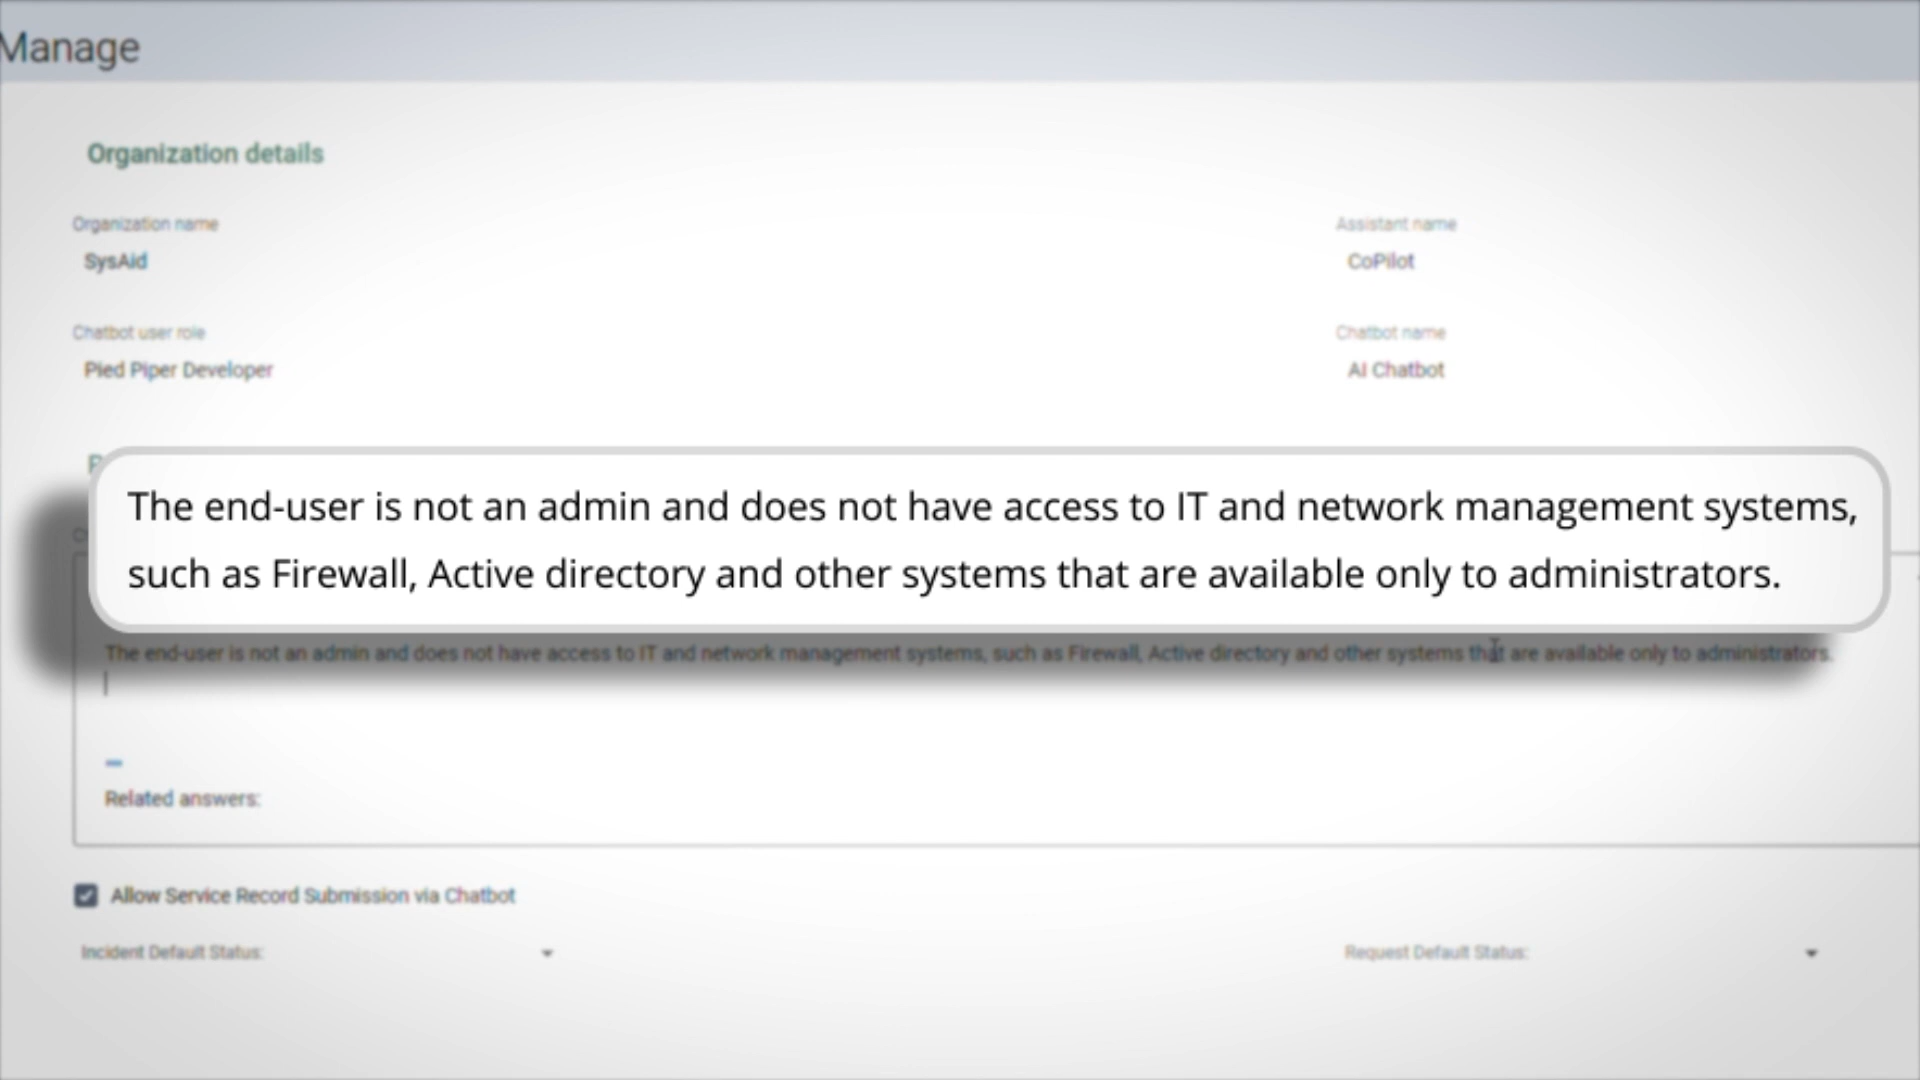 Manage
Organization details
Organization name
Assistant name
SysAid
CoPilot
Chatbot user role
Chatbot name
Pied Piper Developer
AI Chatbot
The end-user is not an admin and does not have access to IT and network management systems,
such as Firewall, Active directory and other systems that are available only to administrators.
The end-user is not an admin and does not have access to IT and network management systems, such as Firewall, Active directory and other systems that are available only to administrators.
Related answers:
Allow Service Record Submission via Chatbot
Incident Default Status:
Request Default Status: